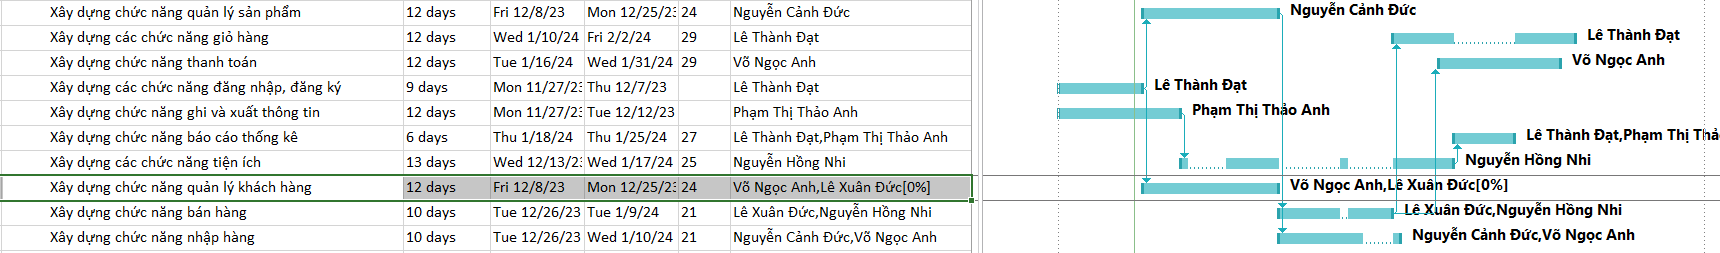 Xây dựng chức năng quản lý sản phẩm 12 days Fri 12/8/23 Mon 12/25/23 24 Nguyễn Cảnh Đức Nguyễn Cảnh Đức
Xây dựng các chức năng giỏ hàng 12 days Wed 1/10/24 Fri 2/2/24 29 Lê Thành Đạt Lê Thành Đạt
Xây dựng chức năng thanh toán 12 days Tue 1/16/24 Wed 1/31/24 29 Võ Ngọc Anh Võ Ngọc Anh
Xây dựng các chức năng đăng nhập, đăng ký 9 days Mon 11/27/23 Thu 12/7/23 Lê Thành Đạt Lê Thành Đạt
Xây dựng chức năng ghi và xuất thông tin 12 days Mon 11/27/23 Tue 12/12/23 Phạm Thị Thảo Anh Phạm Thị Thảo Anh
Xây dựng chức năng báo cáo thống kê 6 days Thu 1/18/24 Thu 1/25/24 27 Lê Thành Đạt,Phạm Thị Thảo Anh Lê Thành Đạt,Phạm Thị Thảo
Xây dựng các chức năng tiện ích 13 days Wed 12/13/23 Wed 1/17/24 25 Nguyễn Hồng Nhi Nguyễn Hồng Nhi
Xây dựng chức năng quản lý khách hàng 12 days Fri 12/8/23 Mon 12/25/23 24 Võ Ngọc Anh,Lê Xuân Đức[0%] Võ Ngọc Anh,Lê Xuân Đức[0%]
Xây dựng chức năng bán hàng 10 days Tue 12/26/23 Tue 1/9/24 21 Lê Xuân Đức,Nguyễn Hồng Nhi Lê Xuân Đức,Nguyễn Hồng Nhi
Xây dựng chức năng nhập hàng 10 days Tue 12/26/23 Wed 1/10/24 21 Nguyễn Cảnh Đức,Võ Ngọc Anh Nguyễn Cảnh Đức,Võ Ngọc Anh